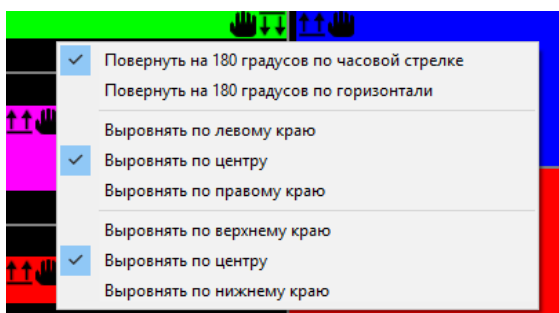 Повернуть на 180 градусов по часовой стрелке
Повернуть на 180 градусов по горизонтали
Выровнять по левому краю
Выровнять по центру
Выровнять по правому краю
Выровнять по верхнему краю
Выровнять по центру
Выровнять по нижнему краю